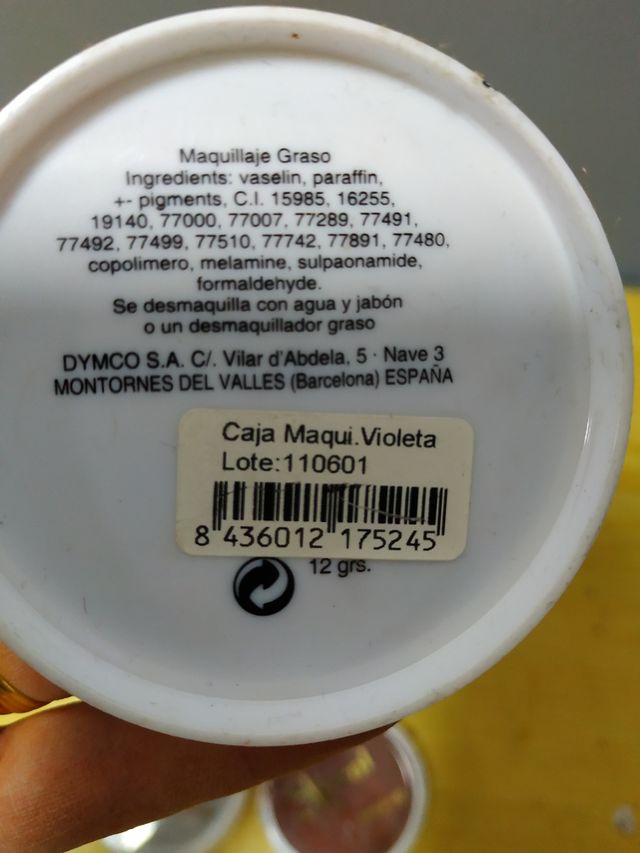 Maquillaje Graso
Ingredients: vaselin, paraffin,
+- pigments, C.I. 15985, 16255,
19140, 77000, 77007, 77289, 77491,
77492, 77499, 77510, 77742, 77891, 77480,
copolimero, melamine, sulpaonamide,
formaldehyde.
Se desmaquilla con agua y jabón
o un desmaquillador graso
DYMCO S.A. C/. Vilar d'Abdela, 5 · Nave 3
MONTORNES DEL VALLES (Barcelona) ESPAÑA
Caja Maqui.Violeta
Lote:110601
8 436012 175245
12 grs.